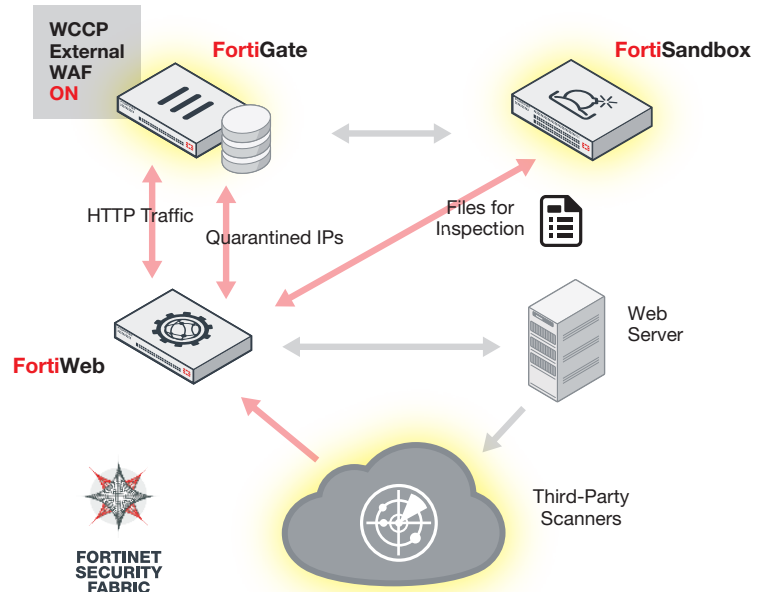 WCCP
External
WAF
ON
FortiGate
FortiSandbox
HTTP Traffic
Quarantined IPs
Files for
Inspection
FortiWeb
Web
Server
Third-Party
Scanners
FORTINET
SECURITY
FABRIC